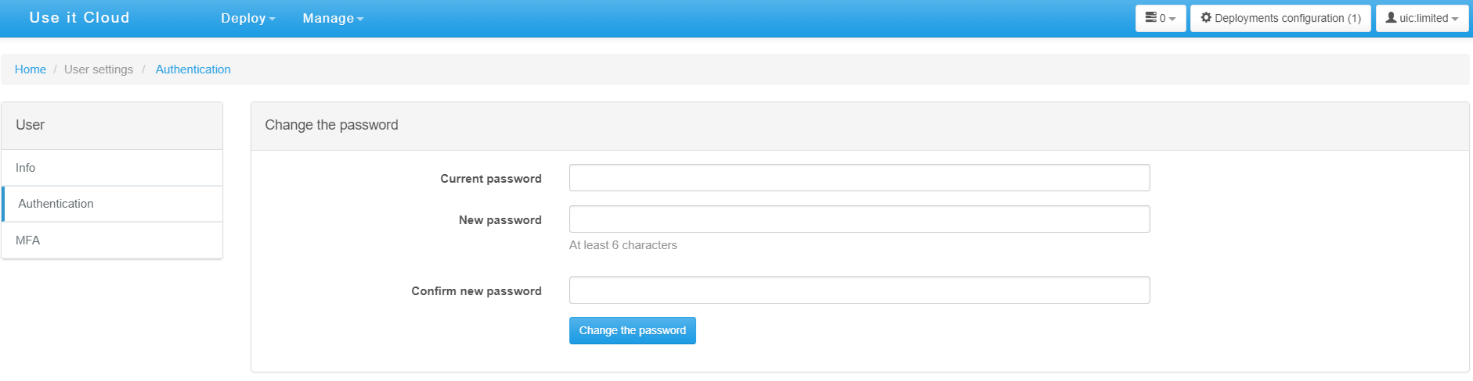 Use it Cloud Deploy Manage 0 Deployments configuration (1) uic:limited
Home / User settings / Authentication
User
Info
Authentication
MFA
Change the password
Current password
New password
At least 6 characters
Confirm new password
Change the password